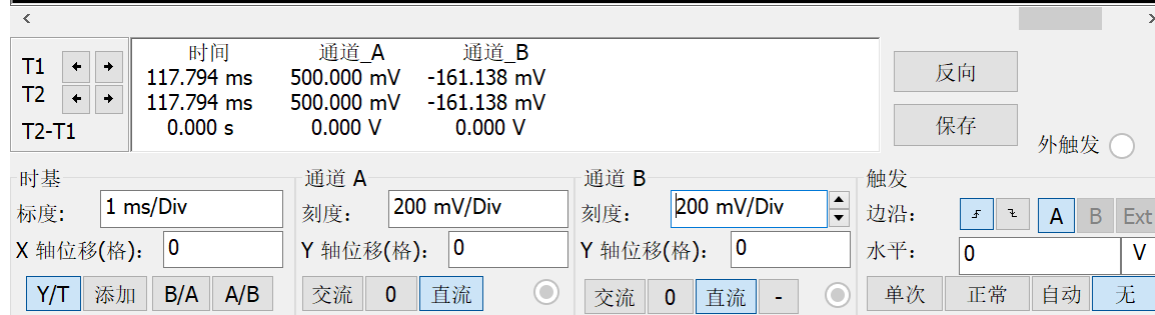 时间 通道_A 通道_B
T1 117.794 ms 500.000 mV -161.138 mV
T2 117.794 ms 500.000 mV -161.138 mV
T2-T1 0.000 s 0.000 V 0.000 V
反向
保存
外触发
时基 通道 A 通道 B 触发
标度: 1 ms/Div 刻度: 200 mV/Div 刻度: 200 mV/Div 边沿: A B Ext
X 轴位移(格): 0 Y 轴位移(格): 0 Y 轴位移(格): 0 水平: 0 V
Y/T 添加 B/A A/B 交流 0 直流 交流 0 直流 - 单次 正常 自动 无